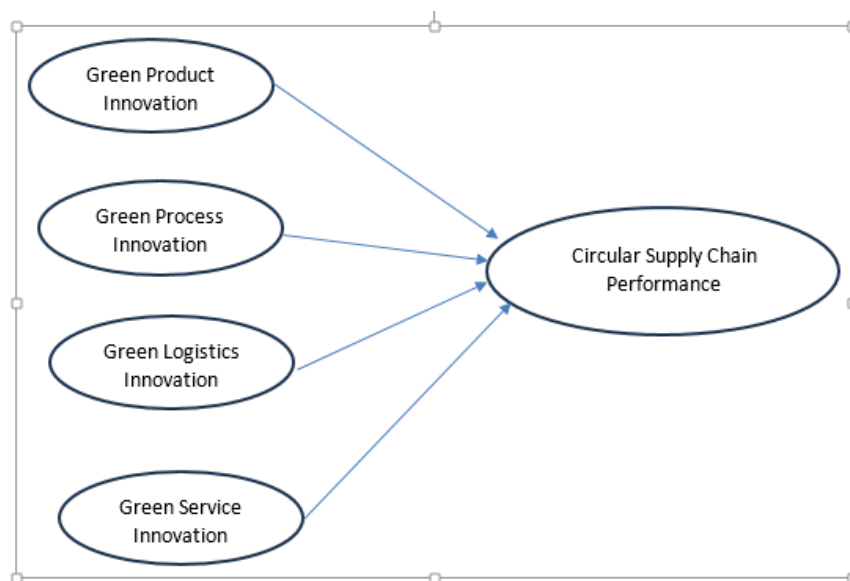 Green Product
Innovation
Green Process
Innovation
Circular Supply Chain
Performance
Green Logistics
Innovation
Green Service
Innovation